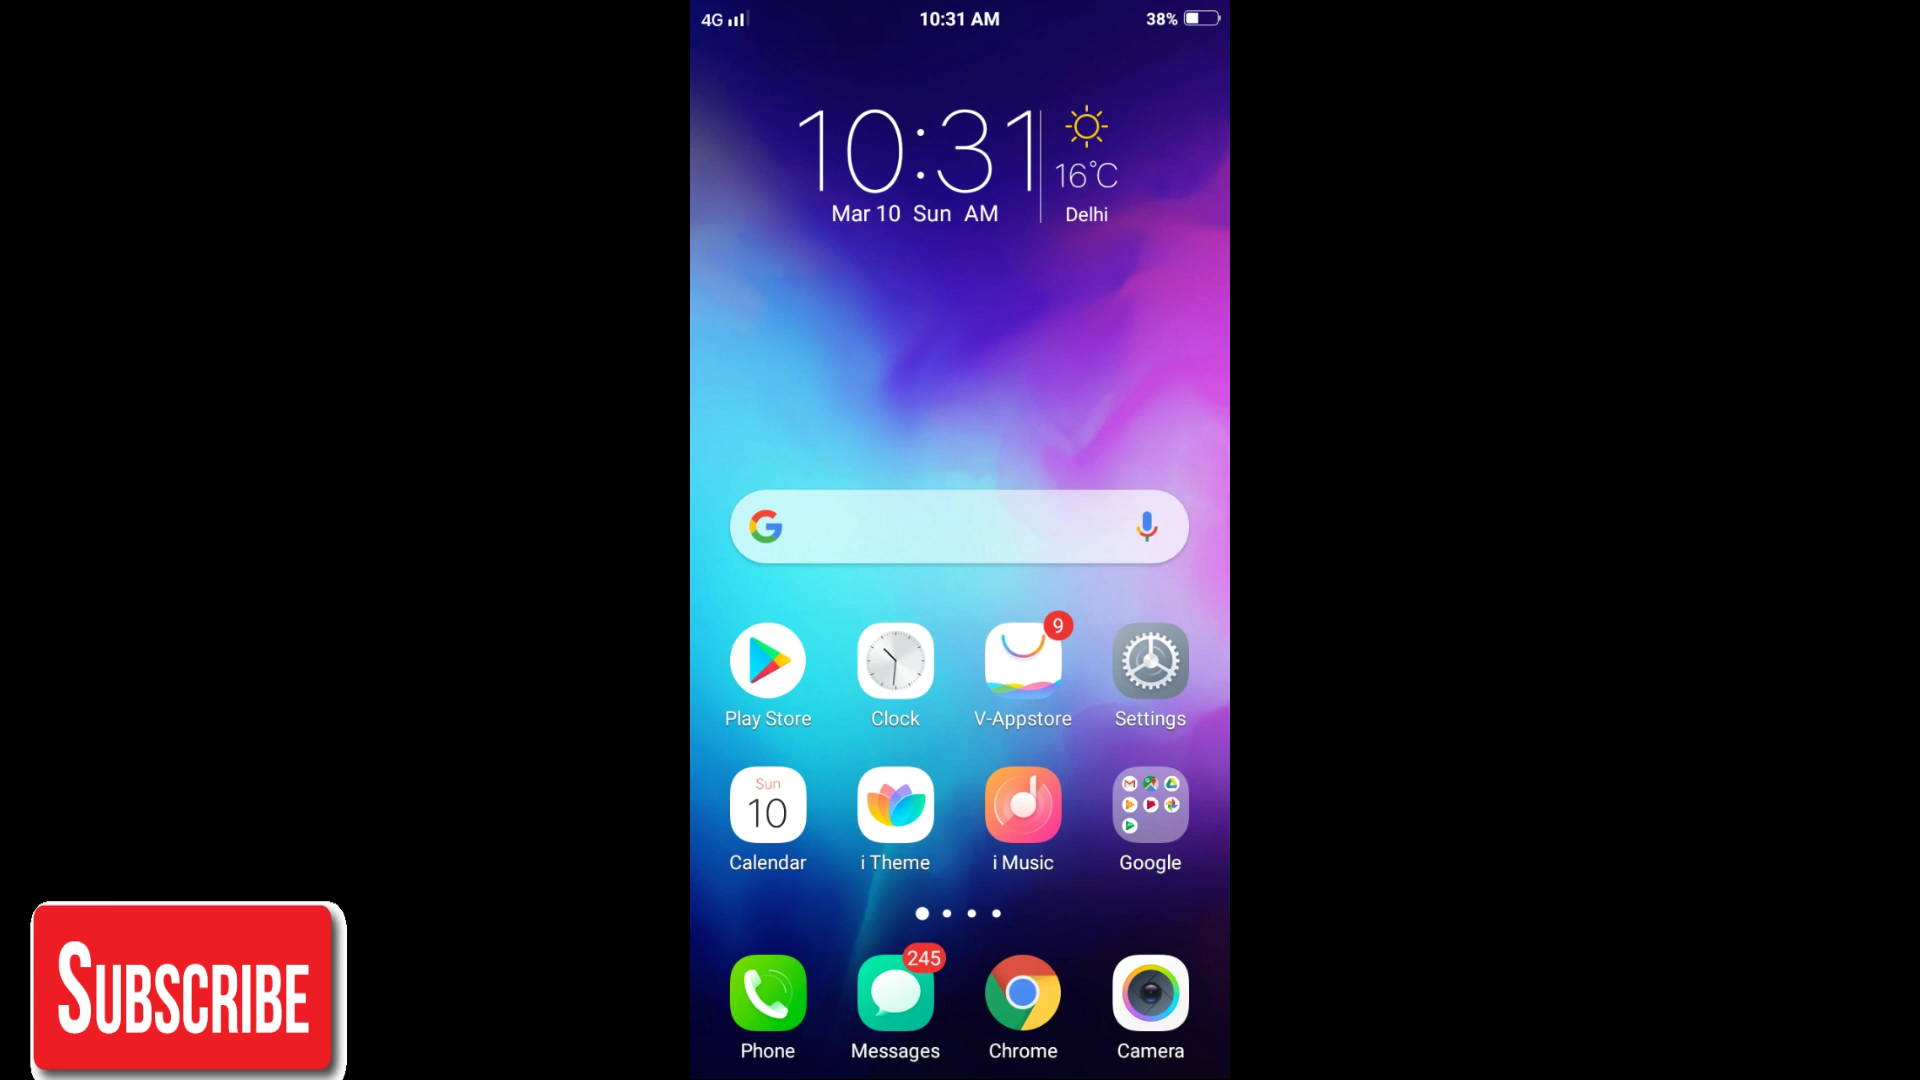 4G 10:31 AM 38%
10:31
16°C
Mar 10 Sun AM Delhi
9
Play Store Clock V-Appstore Settings
Sun
10
Calendar i Theme i Music Google
245
Phone Messages Chrome Camera
SUBSCRIBE